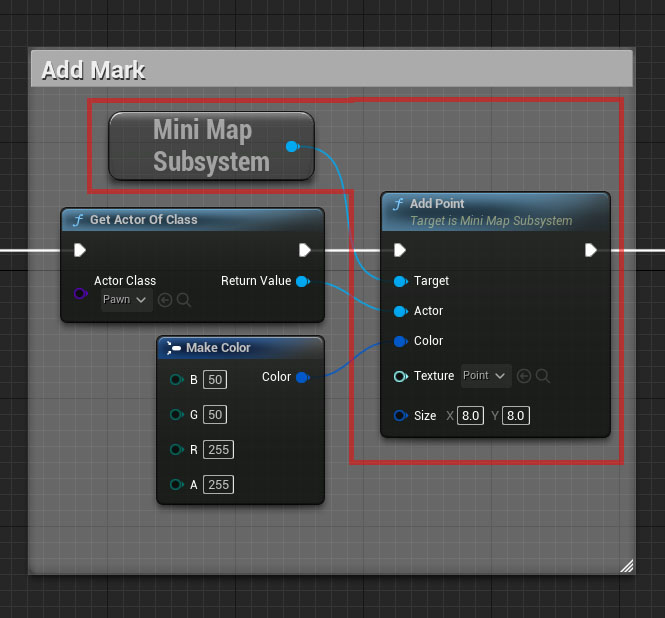 Add Mark
Mini Map
Subsystem
f Get Actor Of Class
Actor Class
Pawn
Return Value
f Add Point
Target is Mini Map Subsystem
Target
Actor
Color
Texture Point
Size X 8.0 Y 8.0
Make Color
B 50
Color
G 50
R 255
A 255